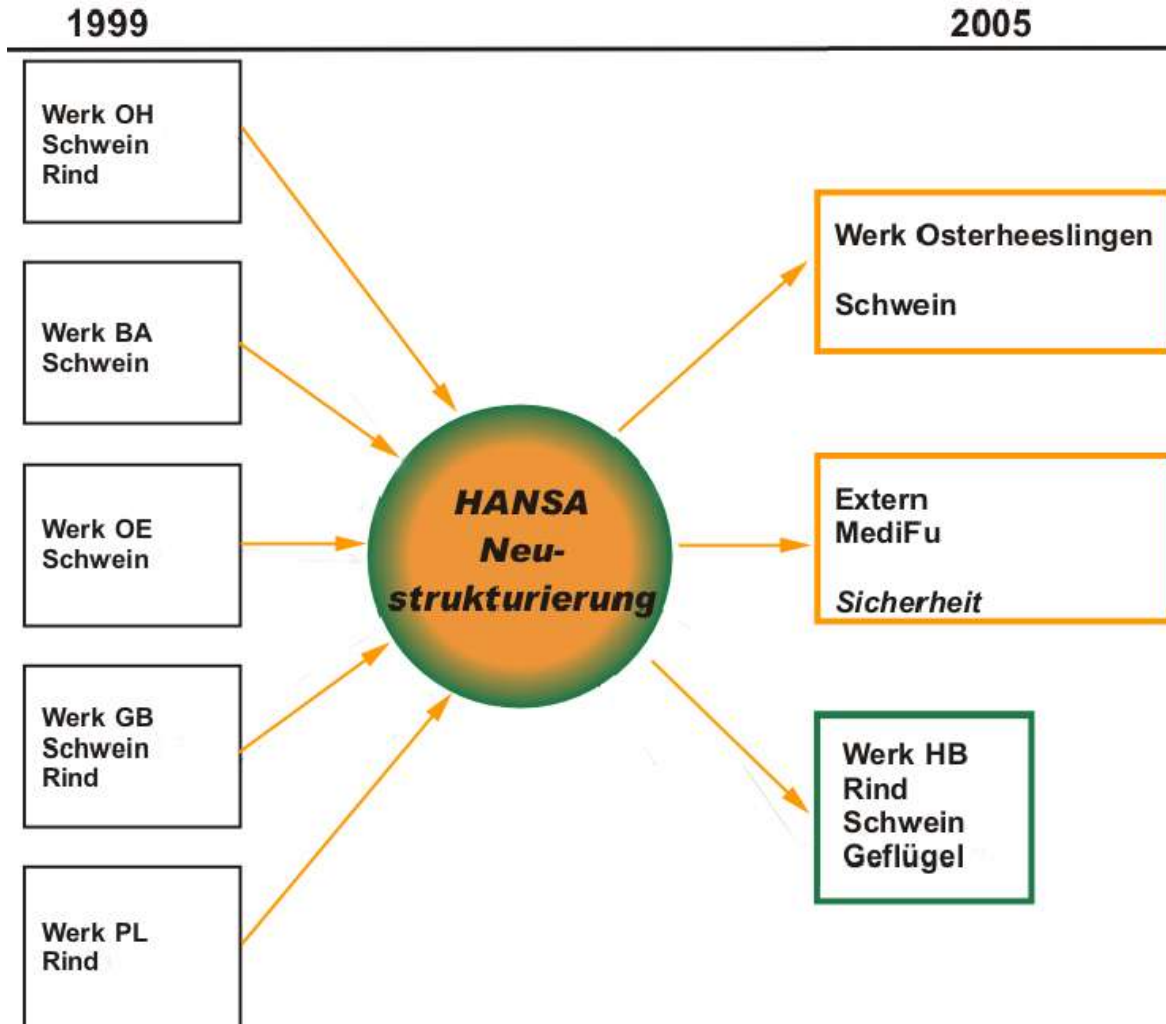 1999
2005
Werk OH
Schwein
Rind
Werk BA
Schwein
Werk OE
Schwein
Werk GB
Schwein
Rind
Werk PL
Rind
HANSA
Neu-
strukturierung
Werk Osterheeslingen
Schwein
Extern
MediFu
Sicherheit
Werk HB
Rind
Schwein
Geflügel